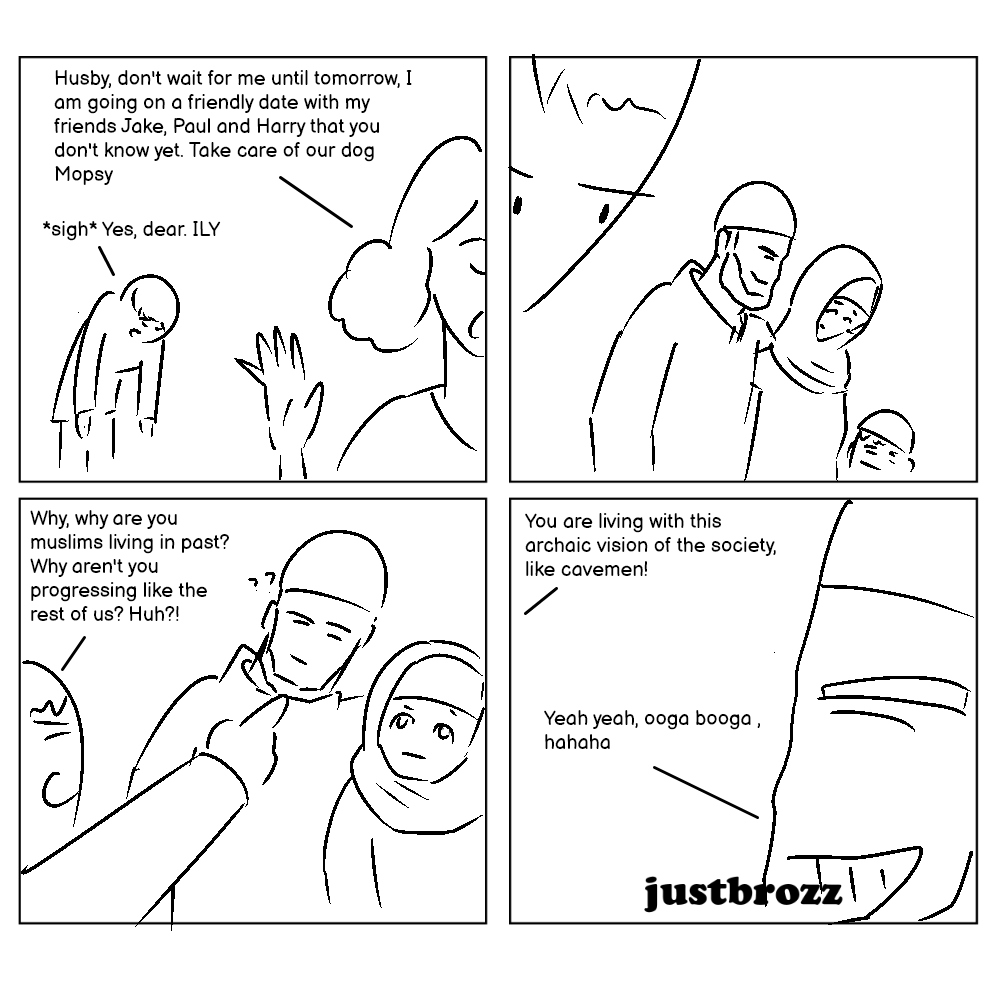 Husby, don't wait for me until tomorrow, I
am going on a friendly date with my
friends Jake, Paul and Harry that you
don't know yet. Take care of our dog
Mopsy
*sigh* Yes, dear. ILY
Why, why are you
muslims living in past?
Why aren't you
progressing like the
rest of us? Huh?!
??
You are living with this
archaic vision of the society,
like cavemen!
Yeah yeah, ooga booga ,
hahaha
justbrozz